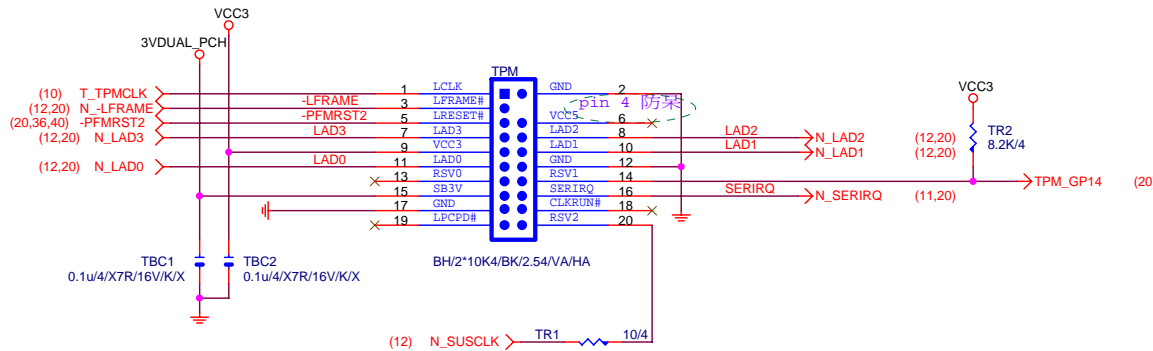 VCC3
3VDUAL_PCH
TPM
VCC3
(10) T_TPMCLK 1 LCLK GND 2
(12,20) N_-LFRAME -LFRAME 3 LFRAME# pin 4 防呆
(20,36,40) -PFMRST2 -PFMRST2 5 LRESET# VCC5 6
(12,20) N_LAD3 LAD3 7 LAD3 LAD2 8 LAD2 N_LAD2 (12,20)
9 VCC3 LAD1 10 LAD1 N_LAD1 (12,20)
(12,20) N_LAD0 LAD0 11 LAD0 GND 12
13 RSV0 RSV1 14 TPM_GP14 (20
15 SB3V SERIRQ 16 SERIRQ N_SERIRQ (11,20)
17 GND CLKRUN# 18
19 LPCPD# RSV2 20
TR2
8.2K/4
BH/2*10K4/BK/2.54/VA/HA
TBC1
0.1u/4/X7R/16V/K/X
TBC2
0.1u/4/X7R/16V/K/X
(12) N_SUSCLK TR1 10/4